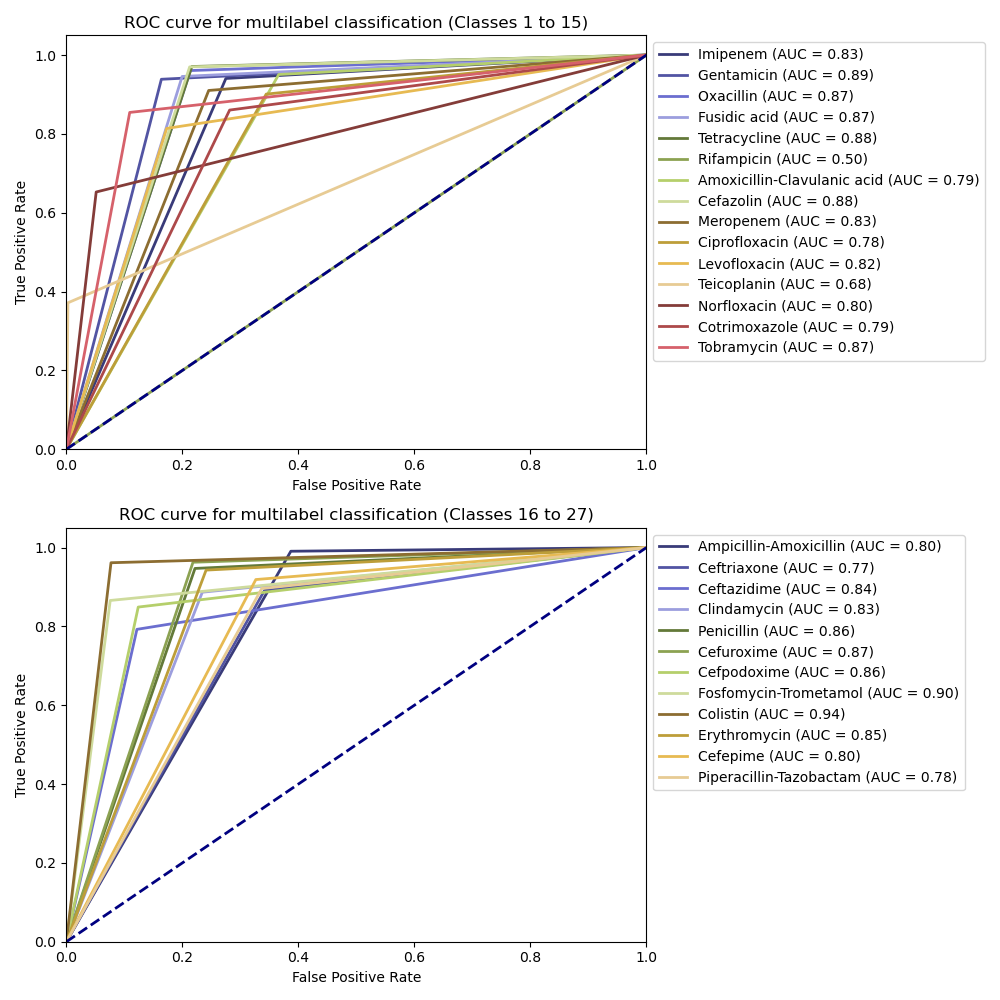 ROC curve for multilabel classification (Classes 1 to 15)
True Positive Rate
1.0
0.8
0.6
0.4
0.2
0.0
0.0 0.2 0.4 0.6 0.8 1.0
False Positive Rate
Imipenem (AUC = 0.83)
Gentamicin (AUC = 0.89)
Oxacillin (AUC = 0.87)
Fusidic acid (AUC = 0.87)
Tetracycline (AUC = 0.88)
Rifampicin (AUC = 0.50)
Amoxicillin-Clavulanic acid (AUC = 0.79)
Cefazolin (AUC = 0.88)
Meropenem (AUC = 0.83)
Ciprofloxacin (AUC = 0.78)
Levofloxacin (AUC = 0.82)
Teicoplanin (AUC = 0.68)
Norfloxacin (AUC = 0.80)
Cotrimoxazole (AUC = 0.79)
Tobramycin (AUC = 0.87)
ROC curve for multilabel classification (Classes 16 to 27)
True Positive Rate
1.0
0.8
0.6
0.4
0.2
0.0
0.0 0.2 0.4 0.6 0.8 1.0
False Positive Rate
Ampicillin-Amoxicillin (AUC = 0.80)
Ceftriaxone (AUC = 0.77)
Ceftazidime (AUC = 0.84)
Clindamycin (AUC = 0.83)
Penicillin (AUC = 0.86)
Cefuroxime (AUC = 0.87)
Cefpodoxime (AUC = 0.86)
Fosfomycin-Trometamol (AUC = 0.90)
Colistin (AUC = 0.94)
Erythromycin (AUC = 0.85)
Cefepime (AUC = 0.80)
Piperacillin-Tazobactam (AUC = 0.78)